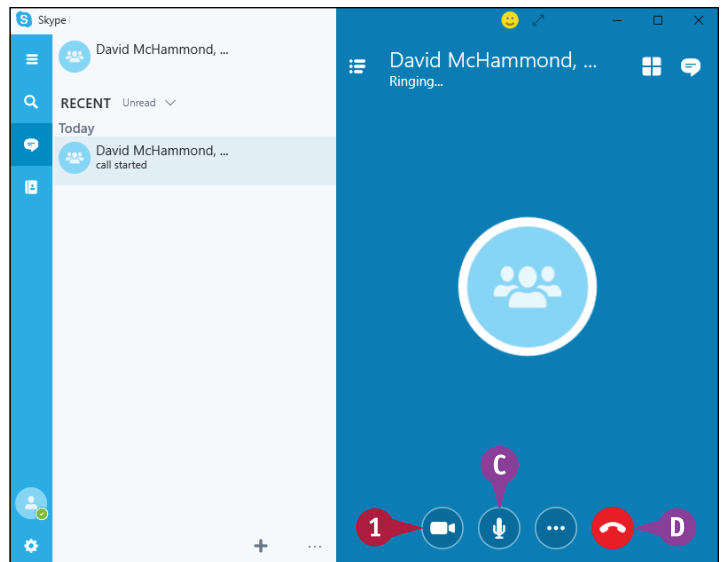 Skype
David McHammond, ...
RECENT Unread
Today
David McHammond, ...
call started
David McHammond, ...
Ringing...
C
1
D